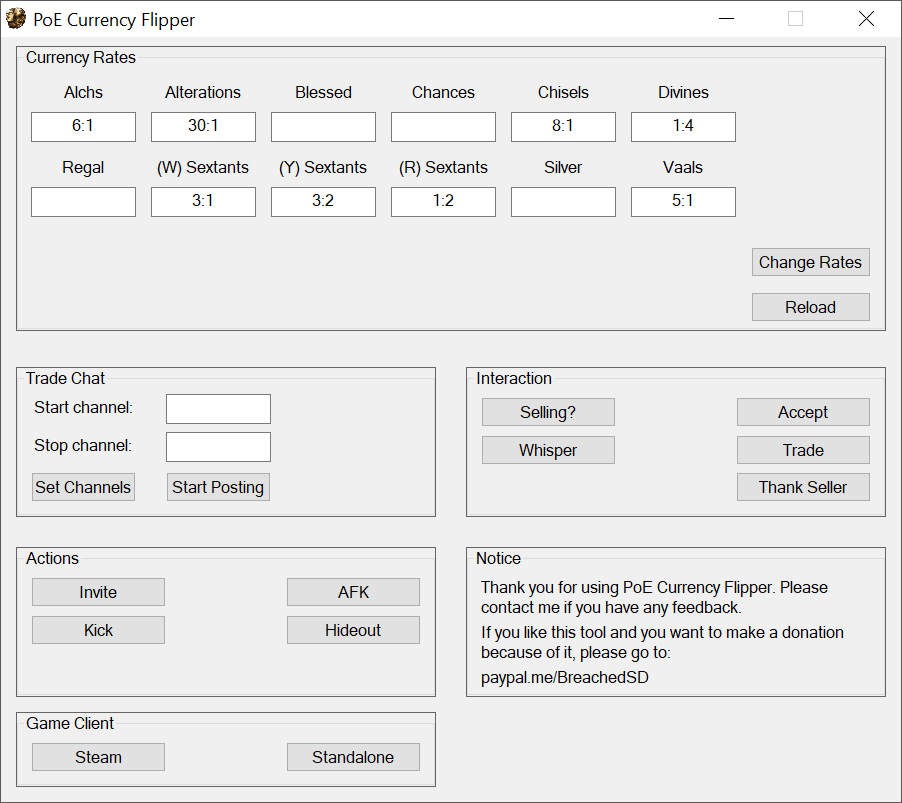 PoE Currency Flipper
Currency Rates
Alchs Alterations Blessed Chances Chisels Divines
6:1 30:1 8:1 1:4
Regal (W) Sextants (Y) Sextants (R) Sextants Silver Vaals
3:1 3:2 1:2 5:1
Change Rates
Reload
Trade Chat
Start channel:
Stop channel:
Set Channels Start Posting
Interaction
Selling? Accept
Whisper Trade
Thank Seller
Actions
Invite AFK
Kick Hideout
Notice
Thank you for using PoE Currency Flipper. Please
contact me if you have any feedback.
If you like this tool and you want to make a donation
because of it, please go to:
paypal.me/BreachedSD
Game Client
Steam Standalone